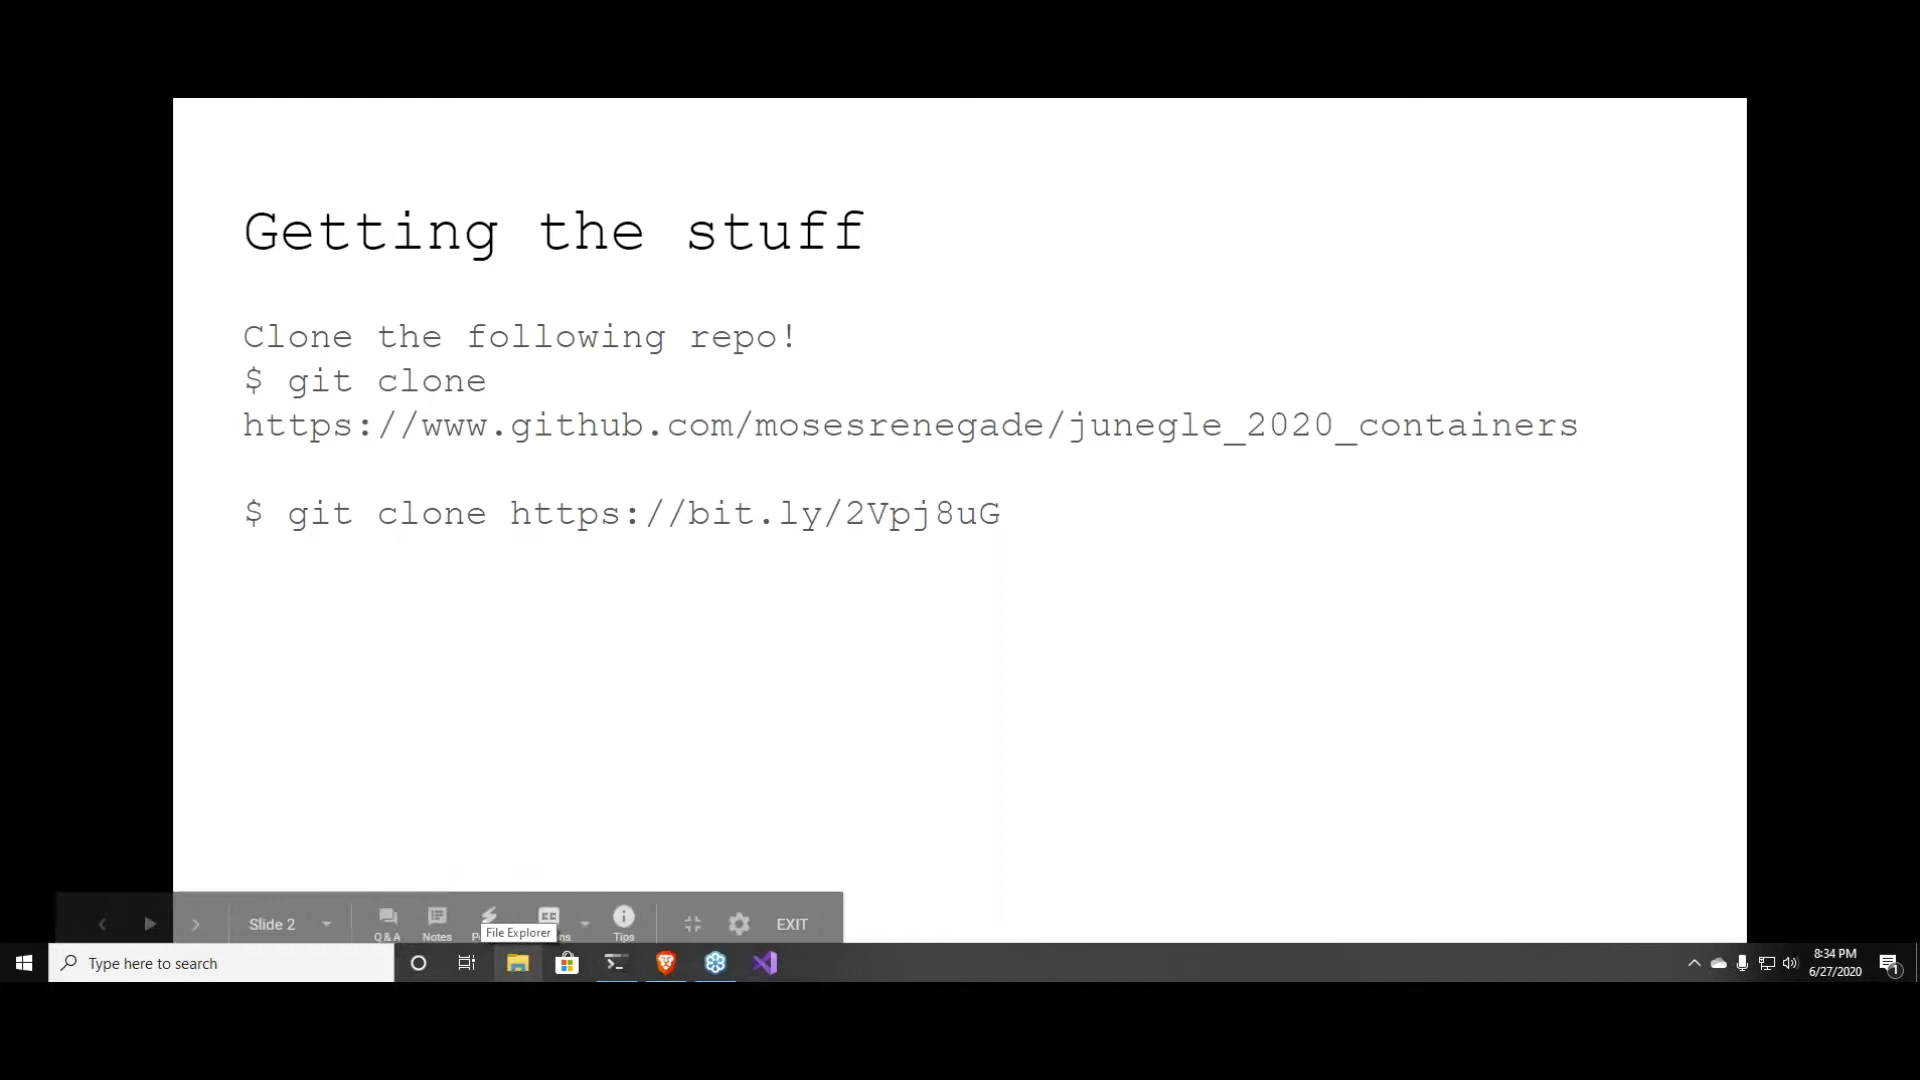 Getting the stuff
Clone the following repo!
$ git clone
https://www.github.com/mosesrenegade/junegle_2020_containers
$ git clone https://bit.ly/2Vpj8uG
Slide 2
Q & A
Notes
File Explorer
Tips
EXIT
Type here to search
8:34 PM
6/27/2020
1